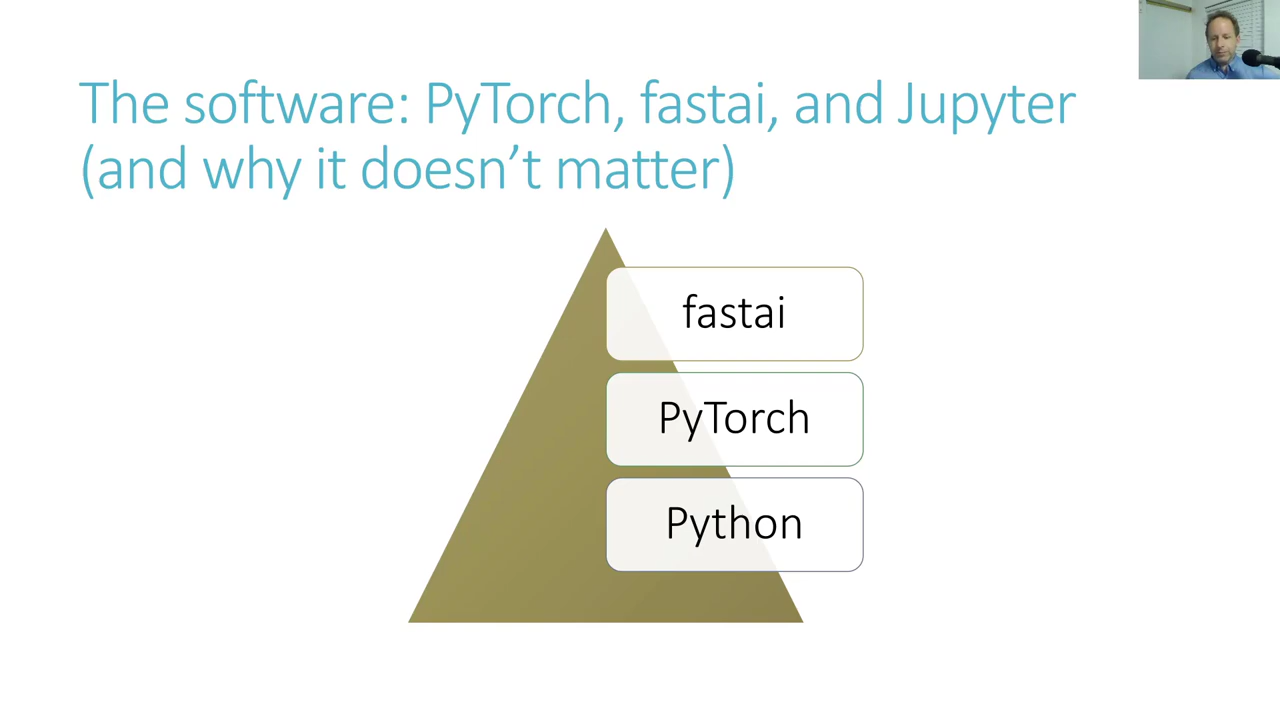 The software: PyTorch, fastai, and Jupyter
(and why it doesn’t matter)
fastai
PyTorch
Python